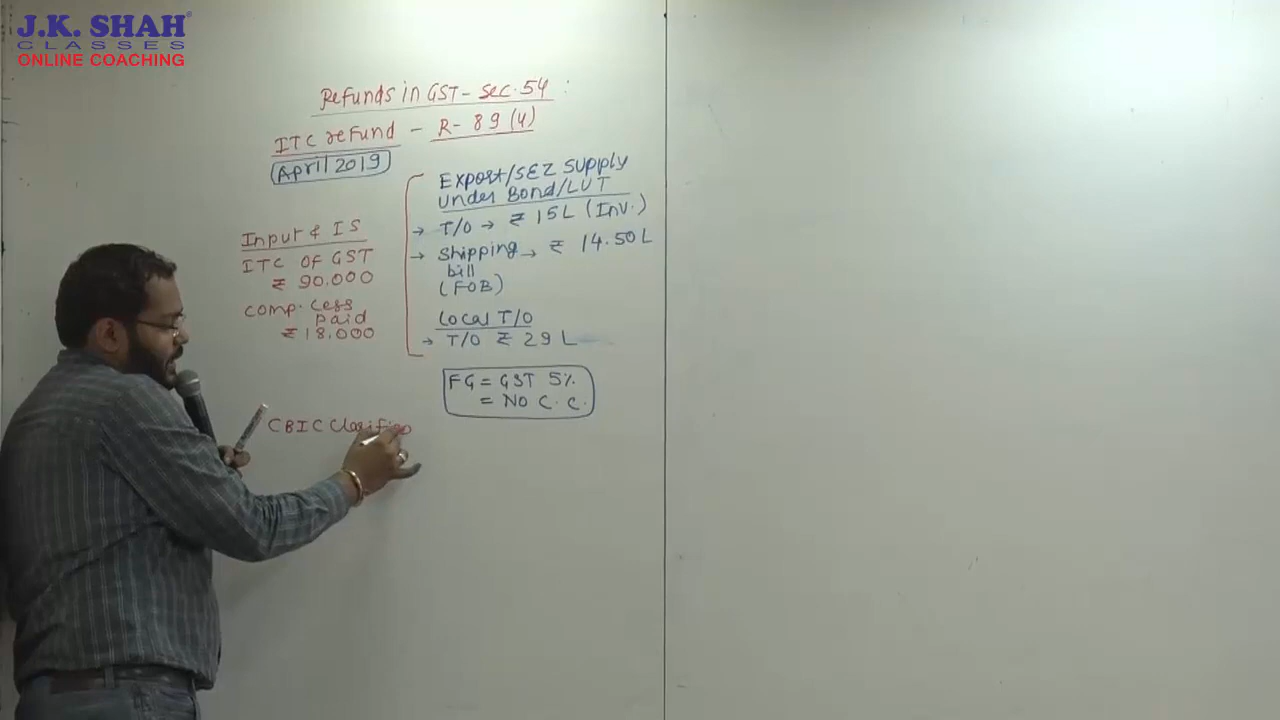 J.K. SHAH®
CLASSES
ONLINE COACHING
Refunds in GST - Sec. 54 :
ITC refund - R- 89 (4)
April 2019
Input & IS
ITC OF GST
₹ 90,000
Comp. Cess
Paid
₹ 18,000
Export/SEZ Supply
under Bond/LUT
→ T/O → ₹ 15 L (Inv.)
→ Shipping → ₹ 14.50 L
bill
(FOB)
Local T/O
→ T/O ₹ 29 L
FG = GST 5%
= NO C. C.
CBIC